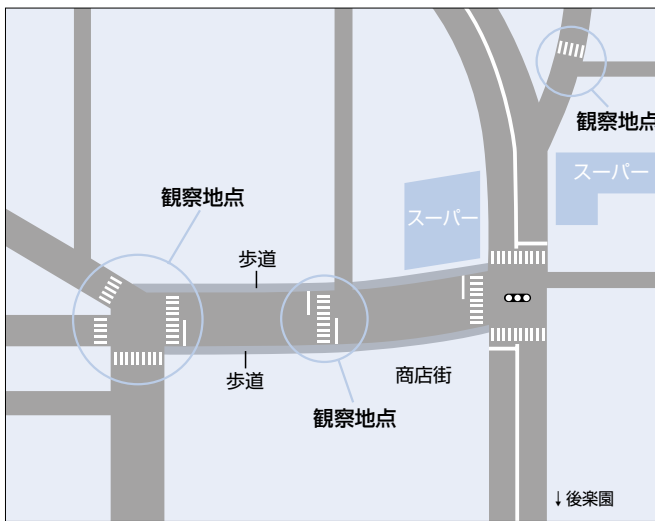 観察地点
スーパー
観察地点
スーパー
歩道
歩道
商店街
観察地点
↓後楽園